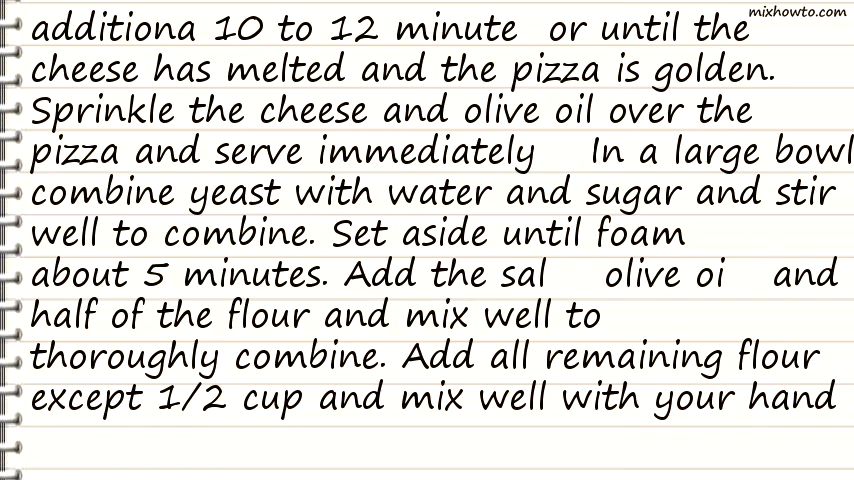 mixhowto.com
additiona 10 to 12 minute or until the
cheese has melted and the pizza is golden.
Sprinkle the cheese and olive oil over the
pizza and serve immediately In a large bowl
combine yeast with water and sugar and stir
well to combine. Set aside until foam
about 5 minutes. Add the sal olive oi and
half of the flour and mix well to
thoroughly combine. Add all remaining flour
except 1/2 cup and mix well with your hand